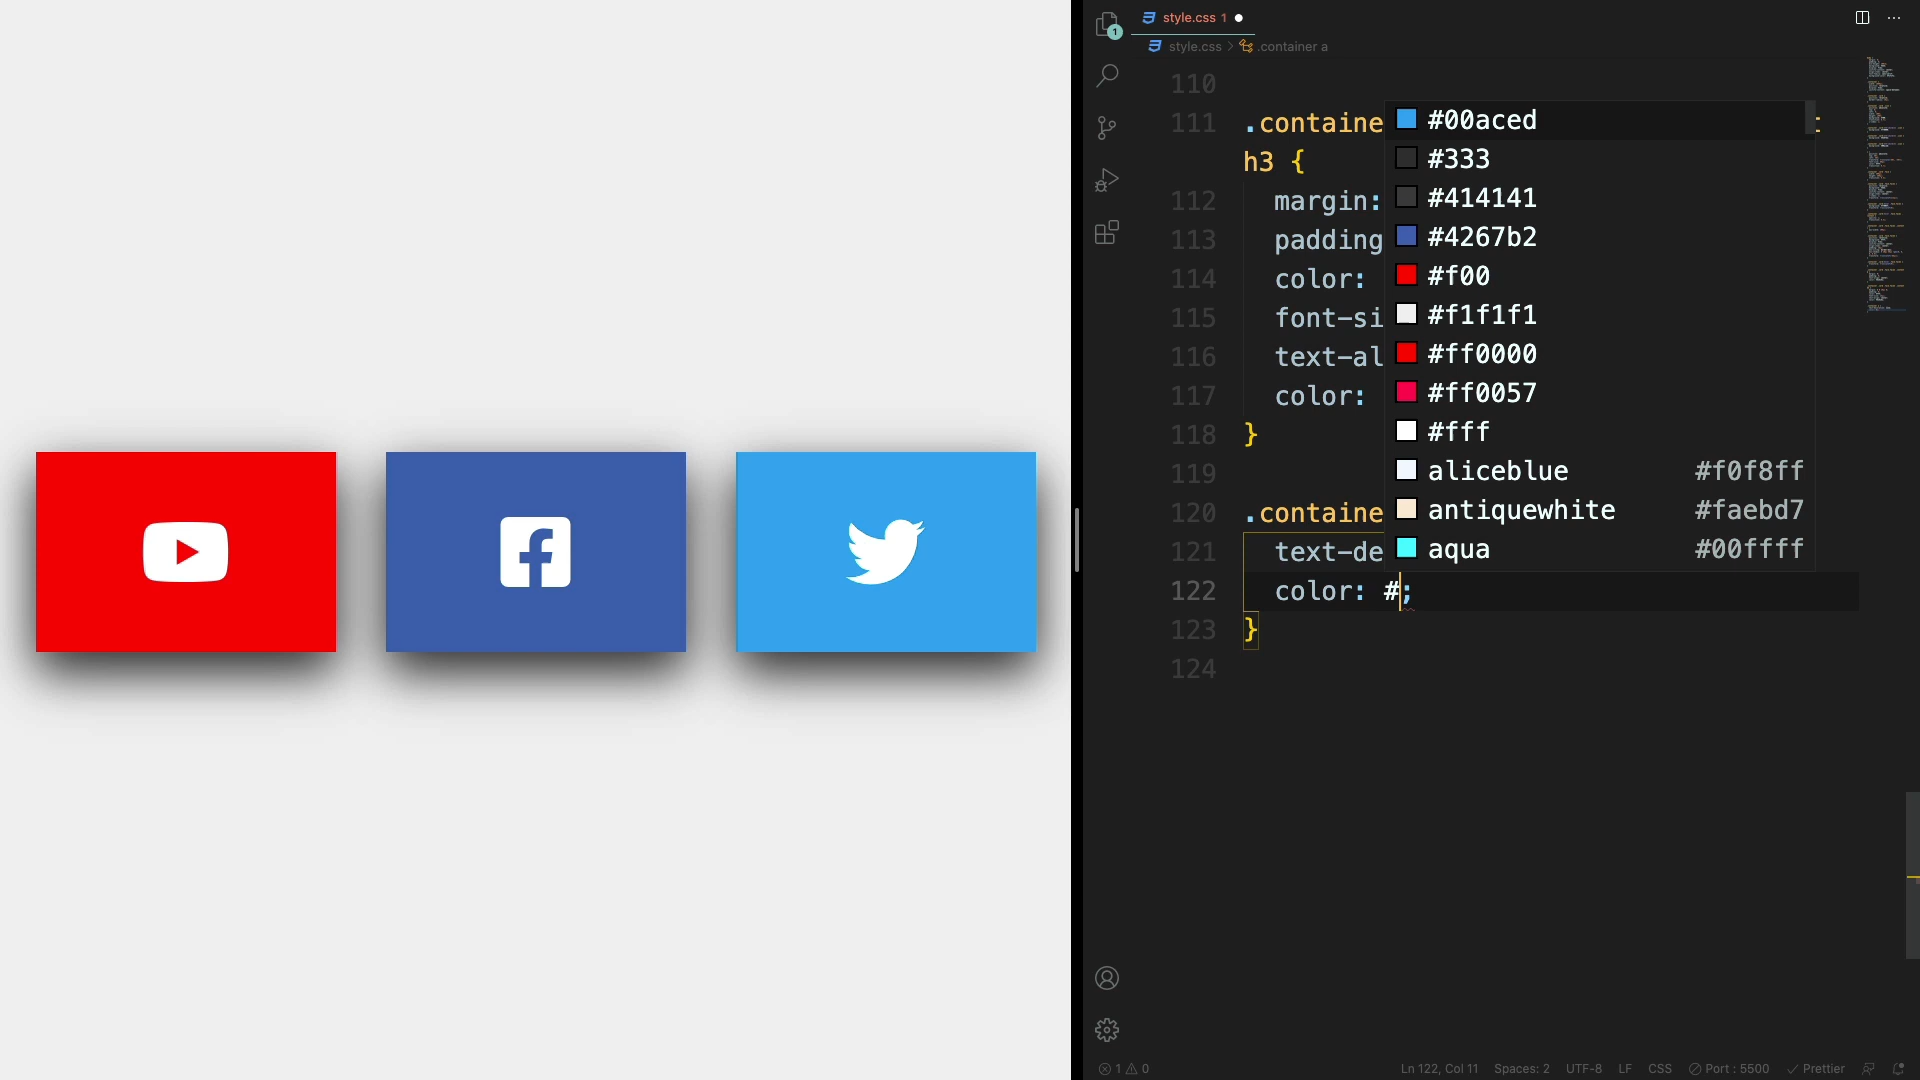 style.css 1
style.css > .container a
110
111 .containe
h3 {
112 margin:
113 padding
114 color:
115 font-si
116 text-al
117 color:
118 }
119
120 .containe
121 text-de
122 color: #;
123 }
124
#00aced
#333
#414141
#4267b2
#f00
#f1f1f1
#ff0000
#ff0057
#fff
aliceblue #f0f8ff
antiquewhite #faebd7
aqua #00ffff
1
1 0
Ln 122, Col 11 Spaces: 2 UTF-8 LF CSS Port : 5500 Prettier